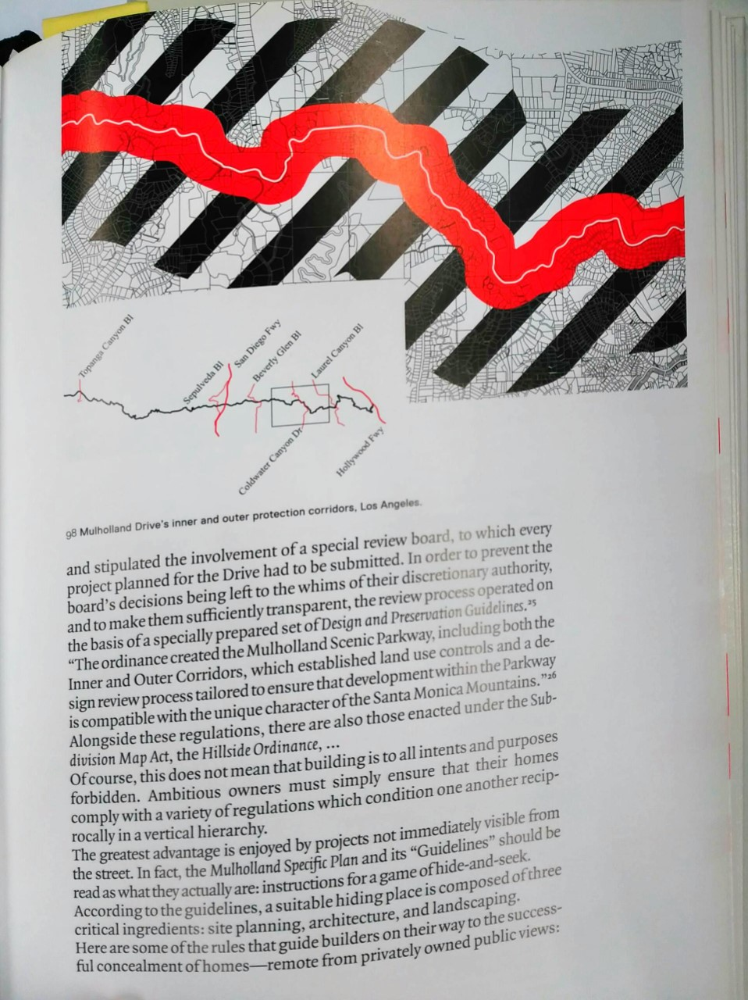 Topanga Canyon Bl
Sepulveda Bl
San Diego Fwy
Beverly Glen Bl
Laurel Canyon Bl
Coldwater Canyon Dr
Hollywood Fwy
98 Mulholland Drive's inner and outer protection corridors, Los Angeles.
and stipulated the involvement of a special review board, to which every
project planned for the Drive had to be submitted. In order to prevent the
board's decisions being left to the whims of their discretionary authority,
and to make them sufficiently transparent, the review process operated on
the basis of a specially prepared set of Design and Preservation Guidelines.²⁵
“The ordinance created the Mulholland Scenic Parkway, including both the
Inner and Outer Corridors, which established land use controls and a de-
sign review process tailored to ensure that development within the Parkway
is compatible with the unique character of the Santa Monica Mountains.”²⁶
Alongside these regulations, there are also those enacted under the Sub-
division Map Act, the Hillside Ordinance, ...
Of course, this does not mean that building is to all intents and purposes
forbidden. Ambitious owners must simply ensure that their homes
comply with a variety of regulations which condition one another recip-
rocally in a vertical hierarchy.
The greatest advantage is enjoyed by projects not immediately visible from
the street. In fact, the Mulholland Specific Plan and its “Guidelines” should be
read as what they actually are: instructions for a game of hide-and-seek.
According to the guidelines, a suitable hiding place is composed of three
critical ingredients: site planning, architecture, and landscaping.
Here are some of the rules that guide builders on their way to the success-
ful concealment of homes—remote from privately owned public views: